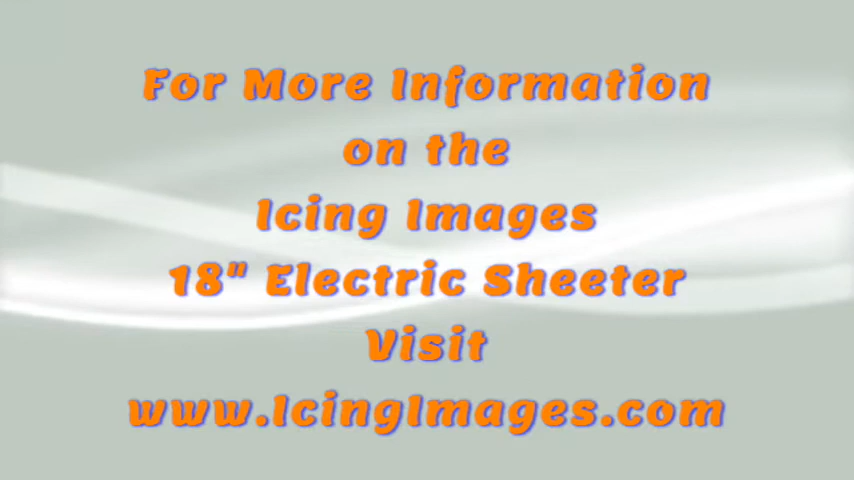 For More Information
on the
Icing Images
18" Electric Sheeter
Visit
www.IcingImages.com